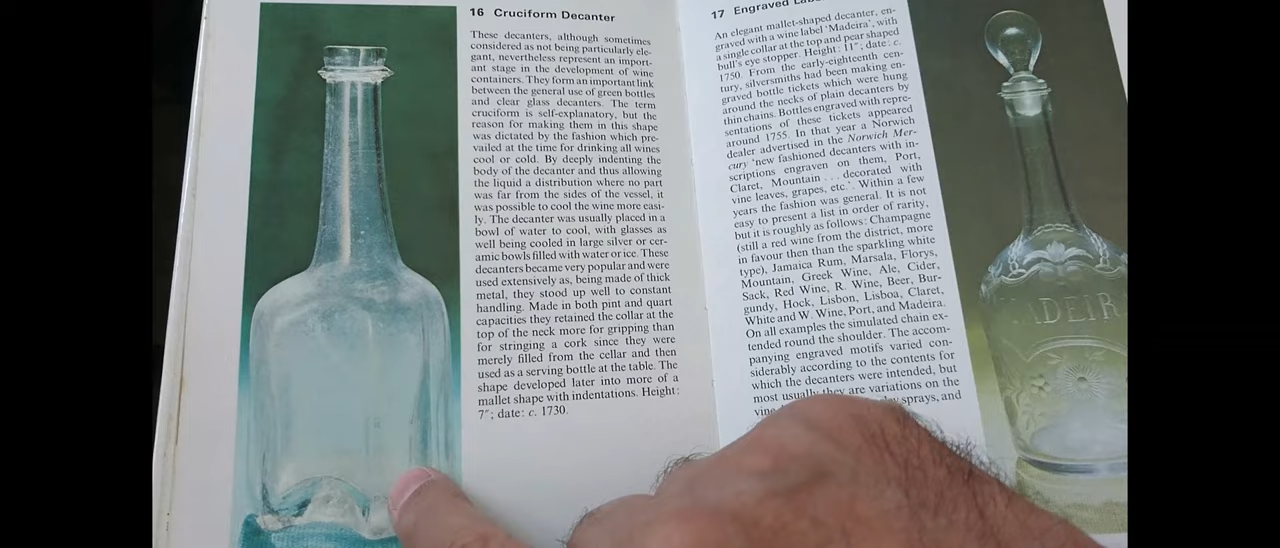 16 Cruciform Decanter
These decanters, although sometimes
considered as not being particularly ele-
gant, nevertheless represent an import-
ant stage in the development of wine
containers. They form an important link
between the general use of green bottles
and clear glass decanters. The term
cruciform is self-explanatory, but the
reason for making them in this shape
was dictated by the fashion which pre-
vailed at the time for drinking all wines
cool or cold. By deeply indenting the
body of the decanter and thus allowing
the liquid a distribution where no part
was far from the sides of the vessel, it
was possible to cool the wine more easi-
ly. The decanter was usually placed in a
bowl of water to cool, with glasses as
well being cooled in large silver or cer-
amic bowls filled with water or ice. These
decanters became very popular and were
used extensively as, being made of thick
metal, they stood up well to constant
handling. Made in both pint and quart
capacities they retained the collar at the
top of the neck more for gripping than
for stringing a cork since they were
merely filled from the cellar and then
used as a serving bottle at the table. The
shape developed later into more of a
mallet shape with indentations. Height:
7″; date: c. 1730.
17 Engraved
An elegant mallet-shaped decanter, en-
graved with a wine label 'Madeira', with
a single collar at the top and pear shaped
bull's eye stopper. Height: 11″; date: c.
1750. From the early-eighteenth cen-
tury, silversmiths had been making en-
graved bottle tickets which were hung
around the necks of plain decanters by
thin chains. Bottles engraved with repre-
sentations of these tickets appeared
around 1755. In that year a Norwich
dealer advertised in the Norwich Mer-
cury 'new fashioned decanters with in-
scriptions engraven on them, Port,
Claret, Mountain . . . decorated with
vine leaves, grapes, etc.'. Within a few
years the fashion was general. It is not
easy to present a list in order of rarity,
but it is roughly as follows: Champagne
(still a red wine from the district, more
in favour then than the sparkling white
type), Jamaica Rum, Marsala, Florys,
Mountain, Greek Wine, Ale, Cider,
Sack, Red Wine, R. Wine, Beer, Bur-
gundy, Hock, Lisbon, Lisboa, Claret,
White and W. Wine, Port, and Madeira.
On all examples the simulated chain ex-
tended round the shoulder. The accom-
panying engraved motifs varied con-
siderably according to the contents for
which the decanters were intended, but
most usually they are variations on the
sprays, and
MADEIR